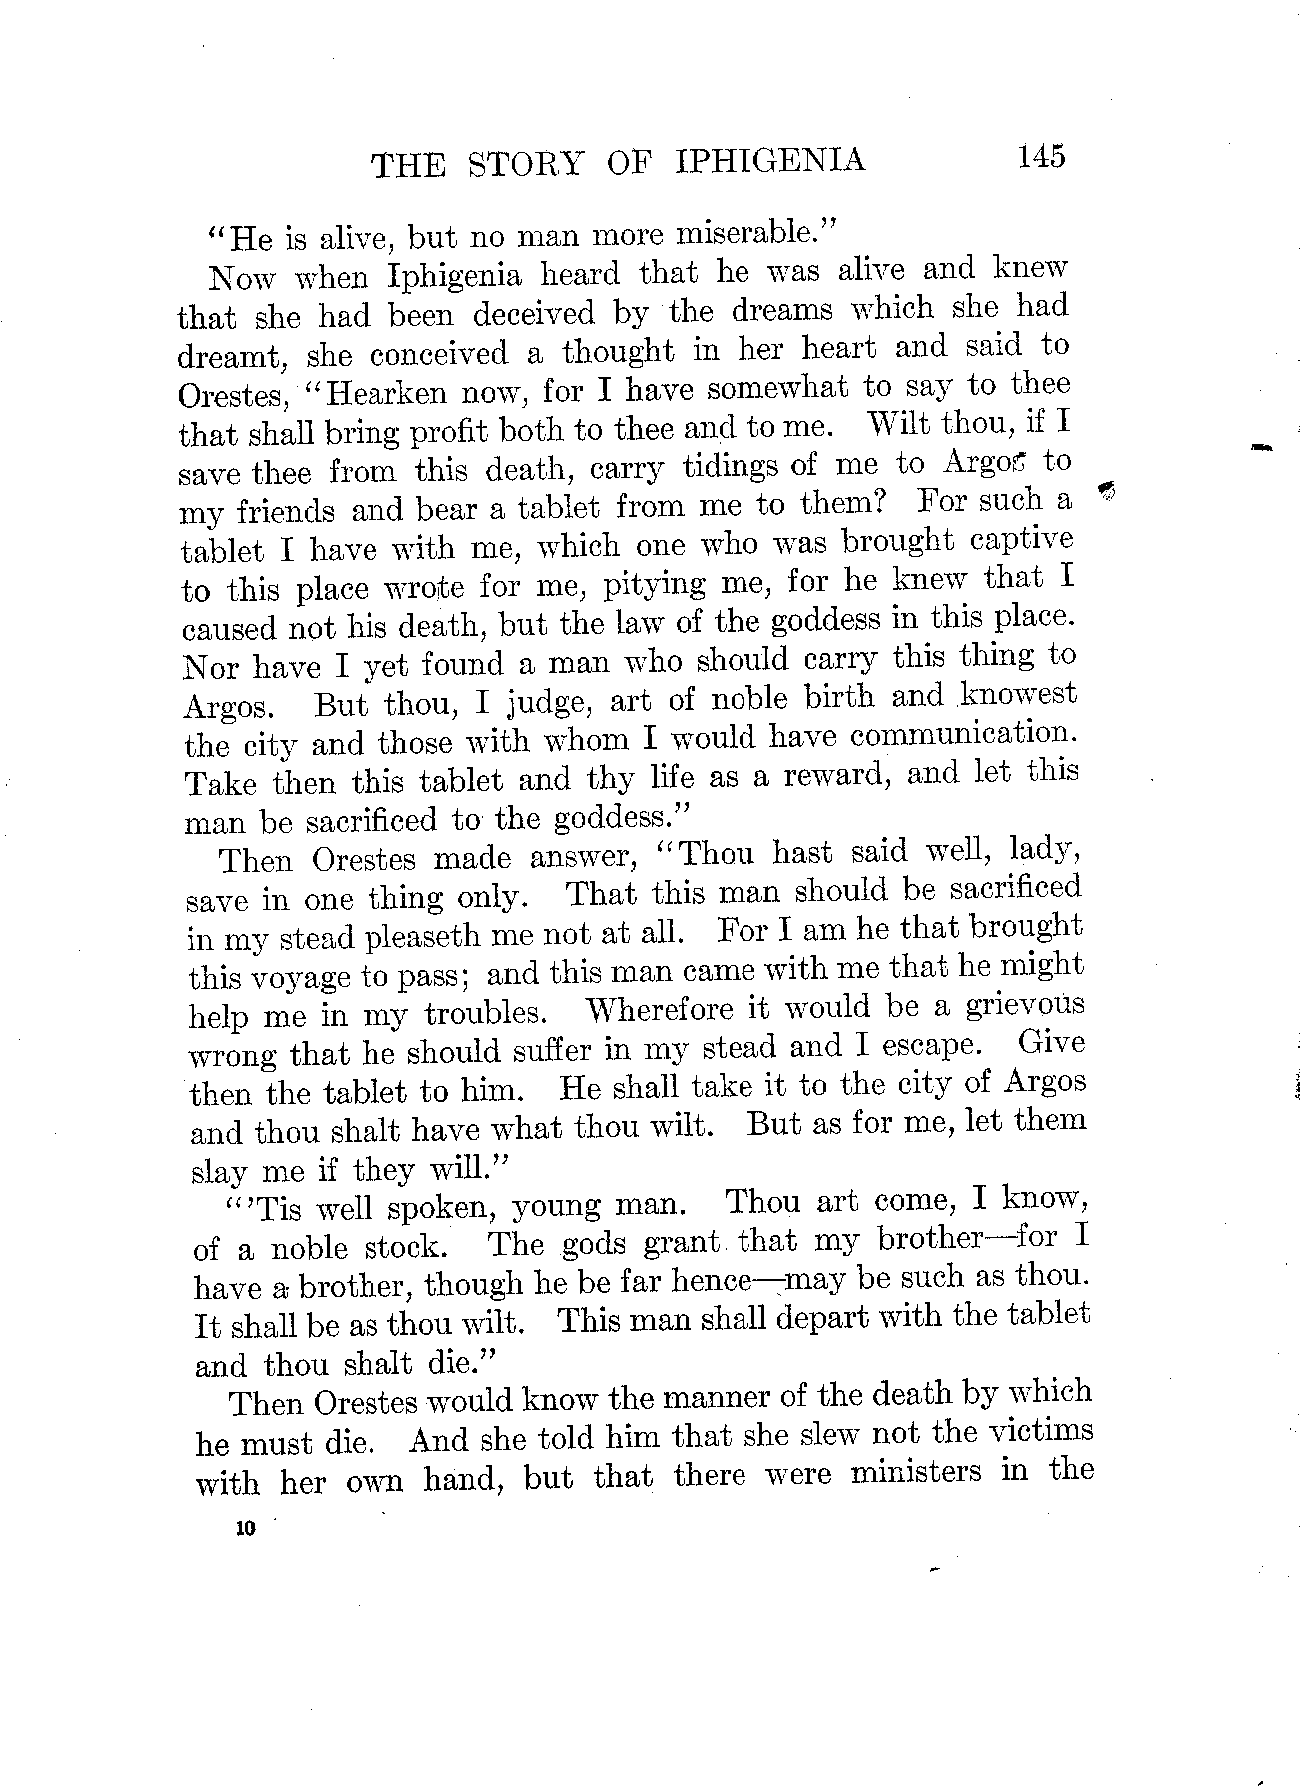 THE STORY OF IPHIGENIA 145
"He is alive, but no man more miserable."
Now when Iphigenia heard that he was alive and knew
that she had been deceived by the dreams which she had
dreamt, she conceived a thought in her heart and said to
Orestes, "Hearken now, for I have somewhat to say to thee
that shall bring profit both to thee and to me. Wilt thou, if I
save thee from this death, carry tidings of me to Argos to
my friends and bear a tablet from me to them? For such a
tablet I have with me, which one who was brought captive
to this place wrote for me, pitying me, for he knew that I
caused not his death, but the law of the goddess in this place.
Nor have I yet found a man who should carry this thing to
Argos. But thou, I judge, art of noble birth and knowest
the city and those with whom I would have communication.
Take then this tablet and thy life as a reward, and let this
man be sacrificed to the goddess."
Then Orestes made answer, "Thou hast said well, lady,
save in one thing only. That this man should be sacrificed
in my stead pleaseth me not at all. For I am he that brought
this voyage to pass; and this man came with me that he might
help me in my troubles. Wherefore it would be a grievous
wrong that he should suffer in my stead and I escape. Give
then the tablet to him. He shall take it to the city of Argos
and thou shalt have what thou wilt. But as for me, let them
slay me if they will."
"'Tis well spoken, young man. Thou art come, I know,
of a noble stock. The gods grant that my brother—for I
have a brother, though he be far hence—may be such as thou.
It shall be as thou wilt. This man shall depart with the tablet
and thou shalt die."
Then Orestes would know the manner of the death by which
he must die. And she told him that she slew not the victims
with her own hand, but that there were ministers in the
10